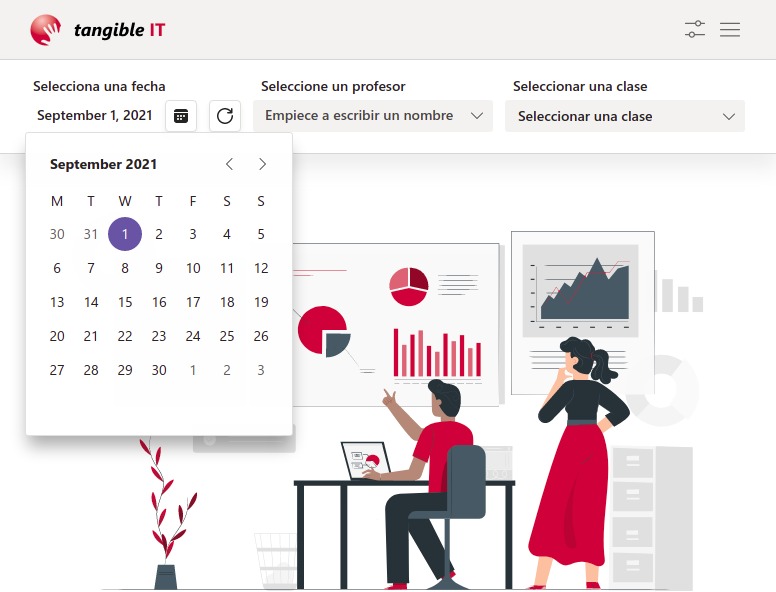 tangible IT
Selecciona una fecha
Seleccione un profesor
Seleccionar una clase
September 1, 2021
Empiece a escribir un nombre
Seleccionar una clase
September 2021
M T W T F S S
30 31 1 2 3 4 5
6 7 8 9 10 11 12
13 14 15 16 17 18 19
20 21 22 23 24 25 26
27 28 29 30 1 2 3